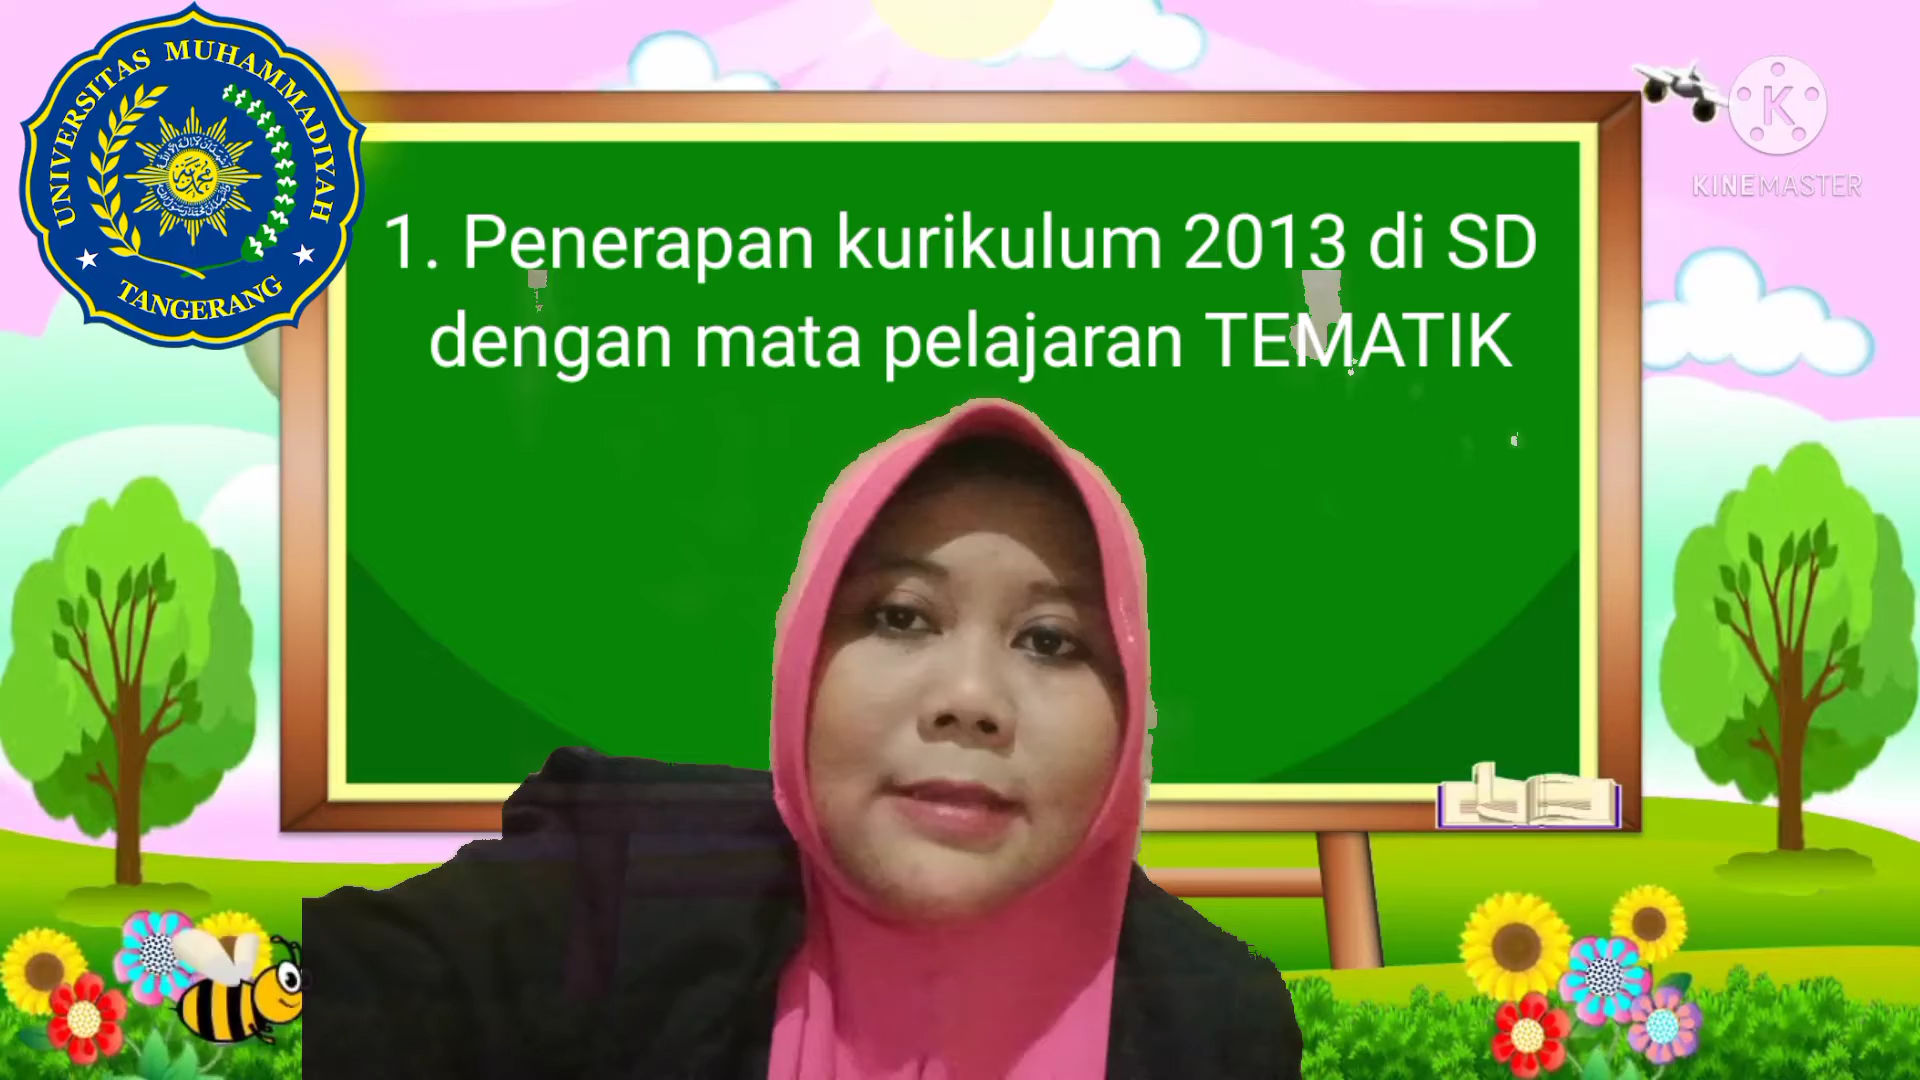 UNIVERSITAS MUHAMMADIYAH
TANGERANG
K
KINEMASTER
1. Penerapan kurikulum 2013 di SD
dengan mata pelajaran TEMATIK